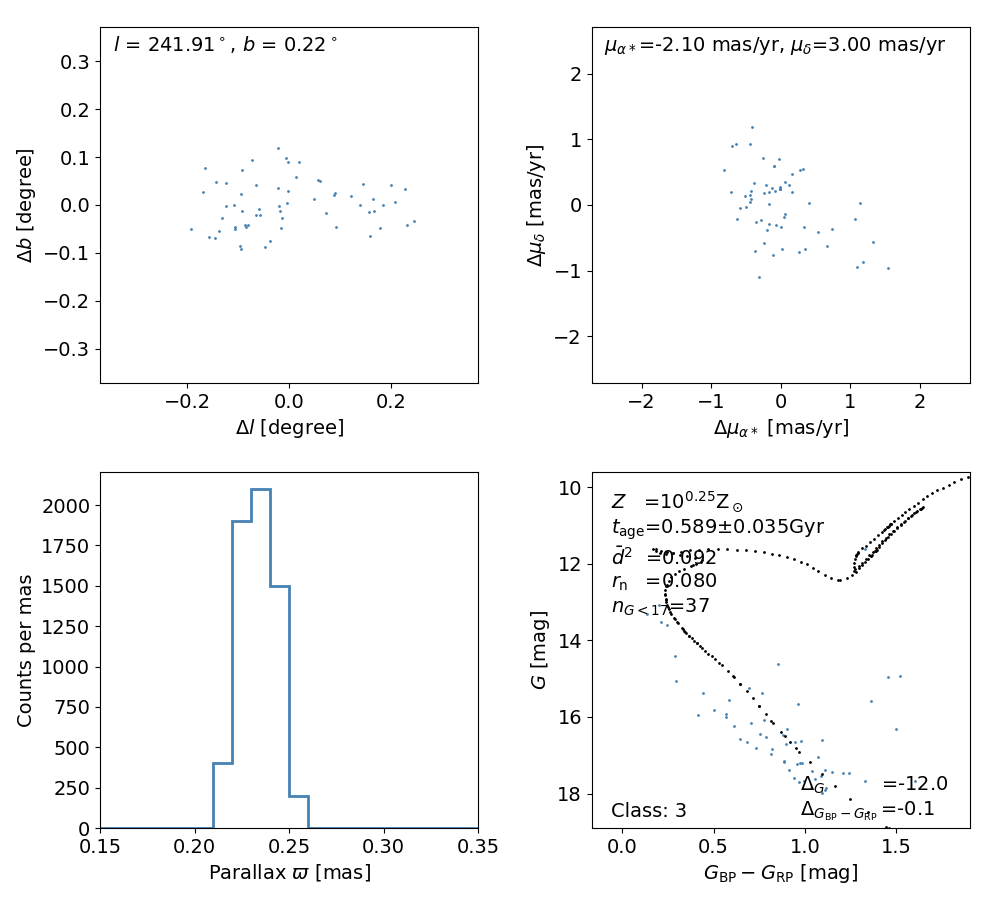 l = 241.91°, b = 0.22°
0.3
0.2
0.1
0.0
−0.1
−0.2
−0.3
Δb [degree]
−0.2 0.0 0.2
Δl [degree]
μα*=-2.10 mas/yr, μδ=3.00 mas/yr
2
1
0
−1
−2
Δμδ [mas/yr]
−2 −1 0 1 2
Δμα* [mas/yr]
2000
1750
1500
1250
1000
750
500
250
0
Counts per mas
0.15 0.20 0.25 0.30 0.35
Parallax ϖ [mas]
10
12
14
16
18
G [mag]
Z =10^0.25 Z⊙
t_age=0.589±0.035Gyr
d̄² =0.092
r_n =0.080
n_G<17=37
Δ_G =-12.0
Class: 3
Δ_GBP−GRP =-0.1
0.0 0.5 1.0 1.5
G_BP − G_RP [mag]